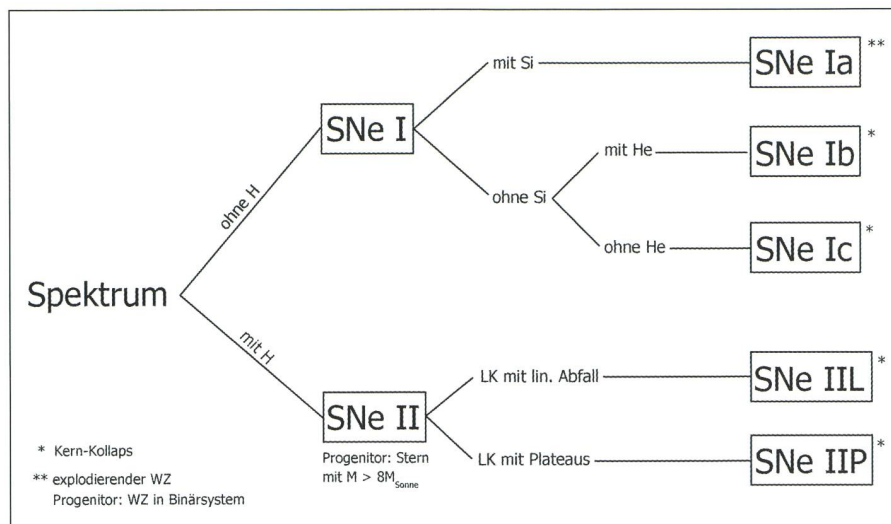 mit Si
SNe Ia **
SNe I
mit He
SNe Ib *
ohne H
ohne Si
ohne He
SNe Ic *
Spektrum
mit H
LK mit lin. Abfall
SNe IIL *
SNe II
* Kern-Kollaps
Progenitor: Stern
mit M > 8M Sonne
LK mit Plateaus
SNe IIP *
** explodierender WZ
Progenitor: WZ in Binärsystem